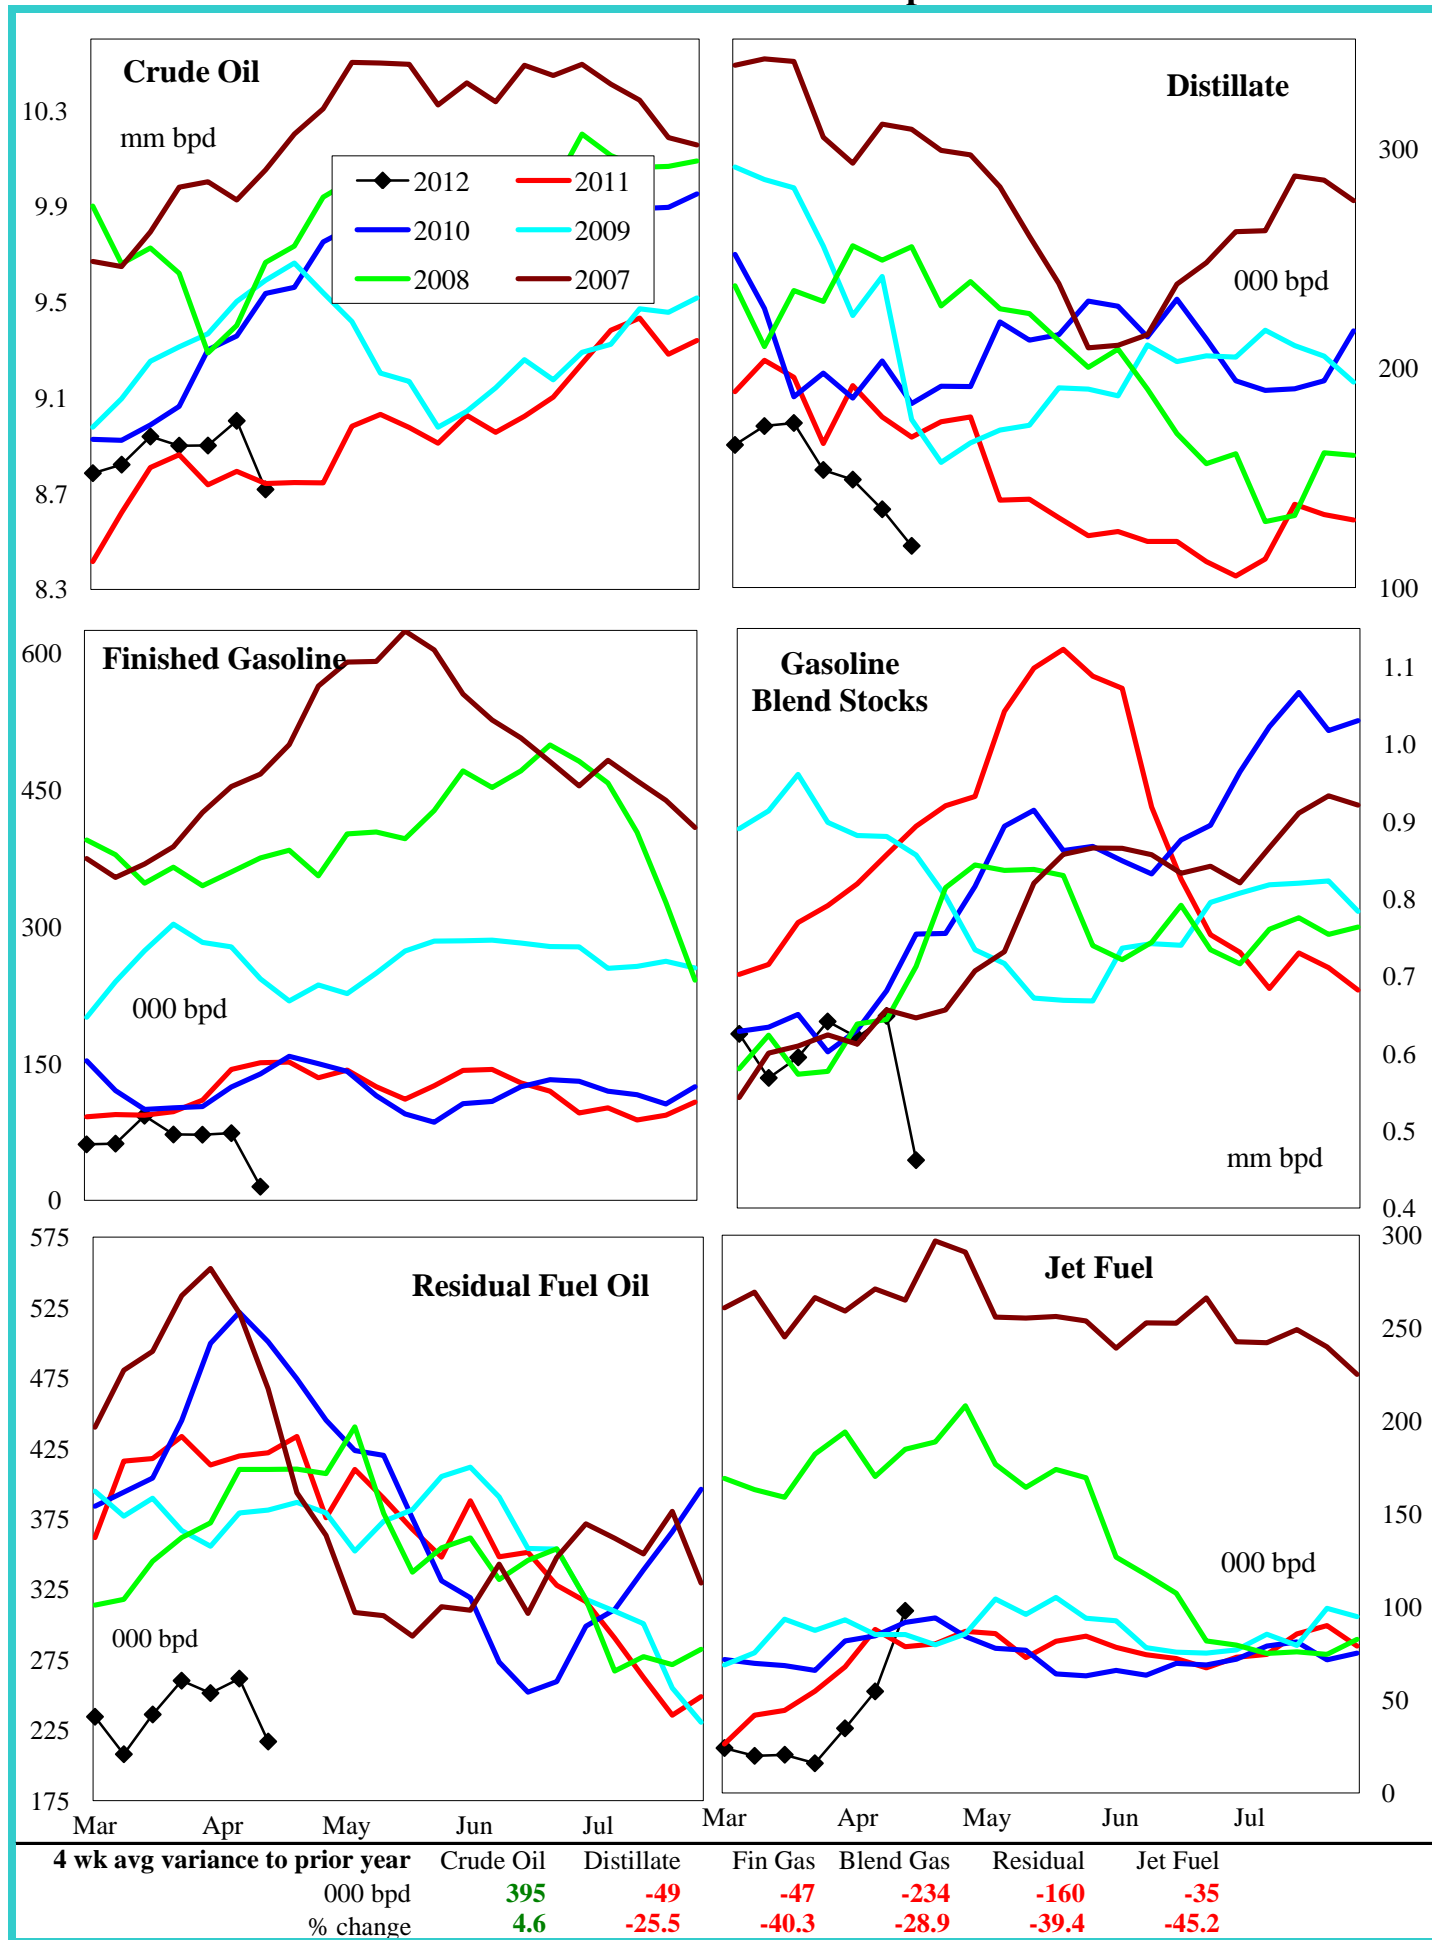 Crude Oil
mm bpd
10.3
9.9
9.5
9.1
8.7
8.3
2012 2011
2010 2009
2008 2007
Distillate
000 bpd
300
200
100
Finished Gasoline
000 bpd
600
450
300
150
0
Gasoline
Blend Stocks
mm bpd
1.1
1.0
0.9
0.8
0.7
0.6
0.5
0.4
Residual Fuel Oil
000 bpd
575
525
475
425
375
325
275
225
175
Mar Apr May Jun Jul
Jet Fuel
000 bpd
300
250
200
150
100
50
0
Mar Apr May Jun Jul
4 wk avg variance to prior year Crude Oil Distillate Fin Gas Blend Gas Residual Jet Fuel
000 bpd 395 -49 -47 -234 -160 -35
% change 4.6 -25.5 -40.3 -28.9 -39.4 -45.2